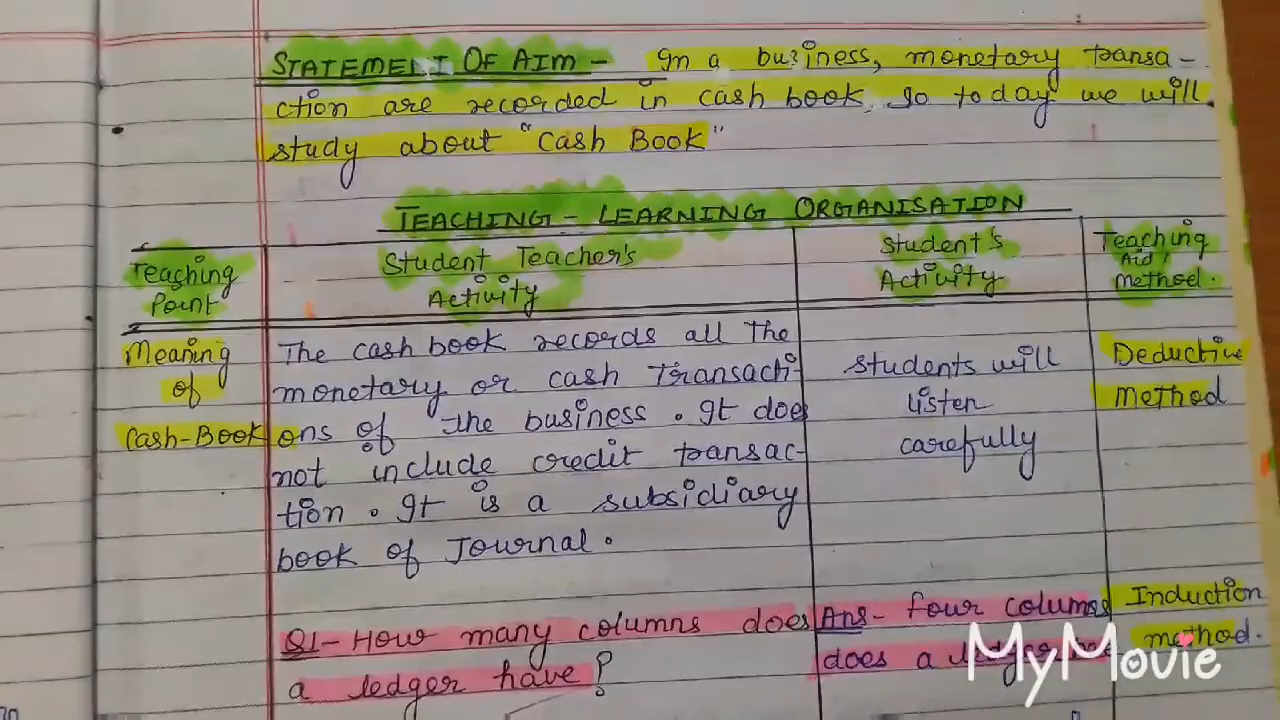 STATEMENT OF AIM - In a business, monetary transa-
ction are recorded in cash book. So today we will
study about "Cash Book"
TEACHING - LEARNING ORGANISATION
Teaching Point
Student Teacher's Activity
Student's Activity
Teaching Aid/ method.
Meaning
of
Cash-Book
The cash book records all the
monetary or cash transacti-
ons of the business. It does
not include credit transac-
tion. It is a subsidiary
book of Journal.
students will
listen
carefully
Deductive
method
Q1- How many columns does
a ledger have?
Ans- four columns
does a
Induction
method.
MyMovie